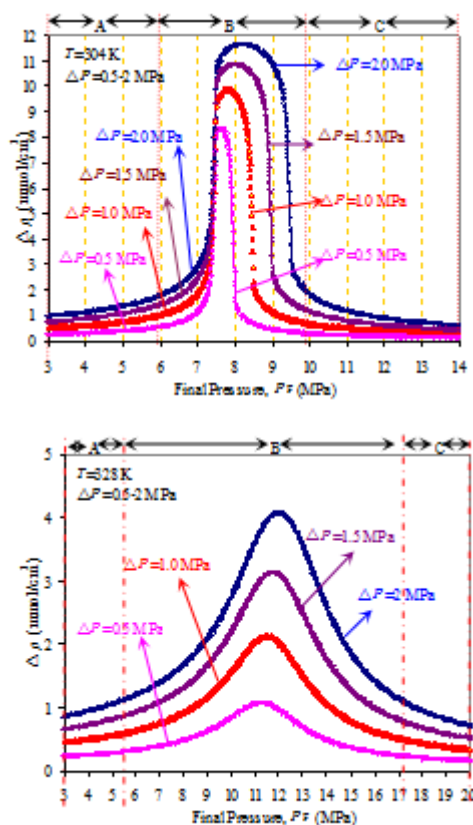 A B C
12
T=304 K
11
△P=0.5-2 MPa
△P=2.0 MPa
10
9
△P=2.0 MPa
8
△P=1.5 MPa
△P=1.5 MPa
7
6
△P=1.0 MPa
△P=1.0 MPa
5
4
△P=0.5 MPa
△P=0.5 MPa
3
2
1
0
3 4 5 6 7 8 9 10 11 12 13 14
Final Pressure, PF (MPa)
△ρ (mmol/cm³)
A B C
5
T=328 K
△P=0.5-2 MPa
4
△P=1.5 MPa
△P=1.0 MPa
3
△P=2 MPa
△P=0.5 MPa
2
1
0
3 4 5 6 7 8 9 10 11 12 13 14 15 16 17 18 19 20
Final Pressure, PF (MPa)
△ρ (mmol/cm³)